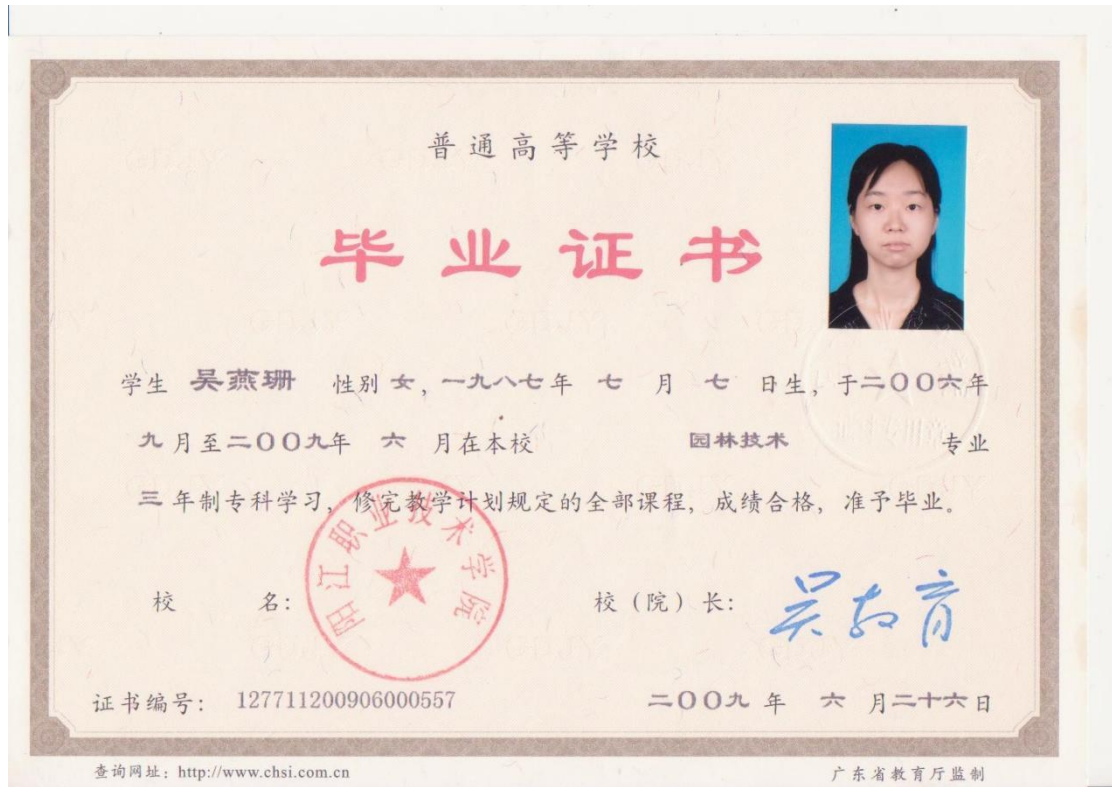 普通高等学校
毕业证书
学生 吴燕珊 性别 女，一九八七年 七 月 七 日生，于二〇〇六年
九月至二〇〇九年 六 月在本校 园林技术 专业
三 年制专科学习，修完教学计划规定的全部课程，成绩合格，准予毕业。
阳江职业技术学院
校 名： 校（院）长： 吴教育
证书编号： 127711200906000557 二〇〇九 年 六 月二十六日
查询网址：http://www.chsi.com.cn 广东省教育厅监制